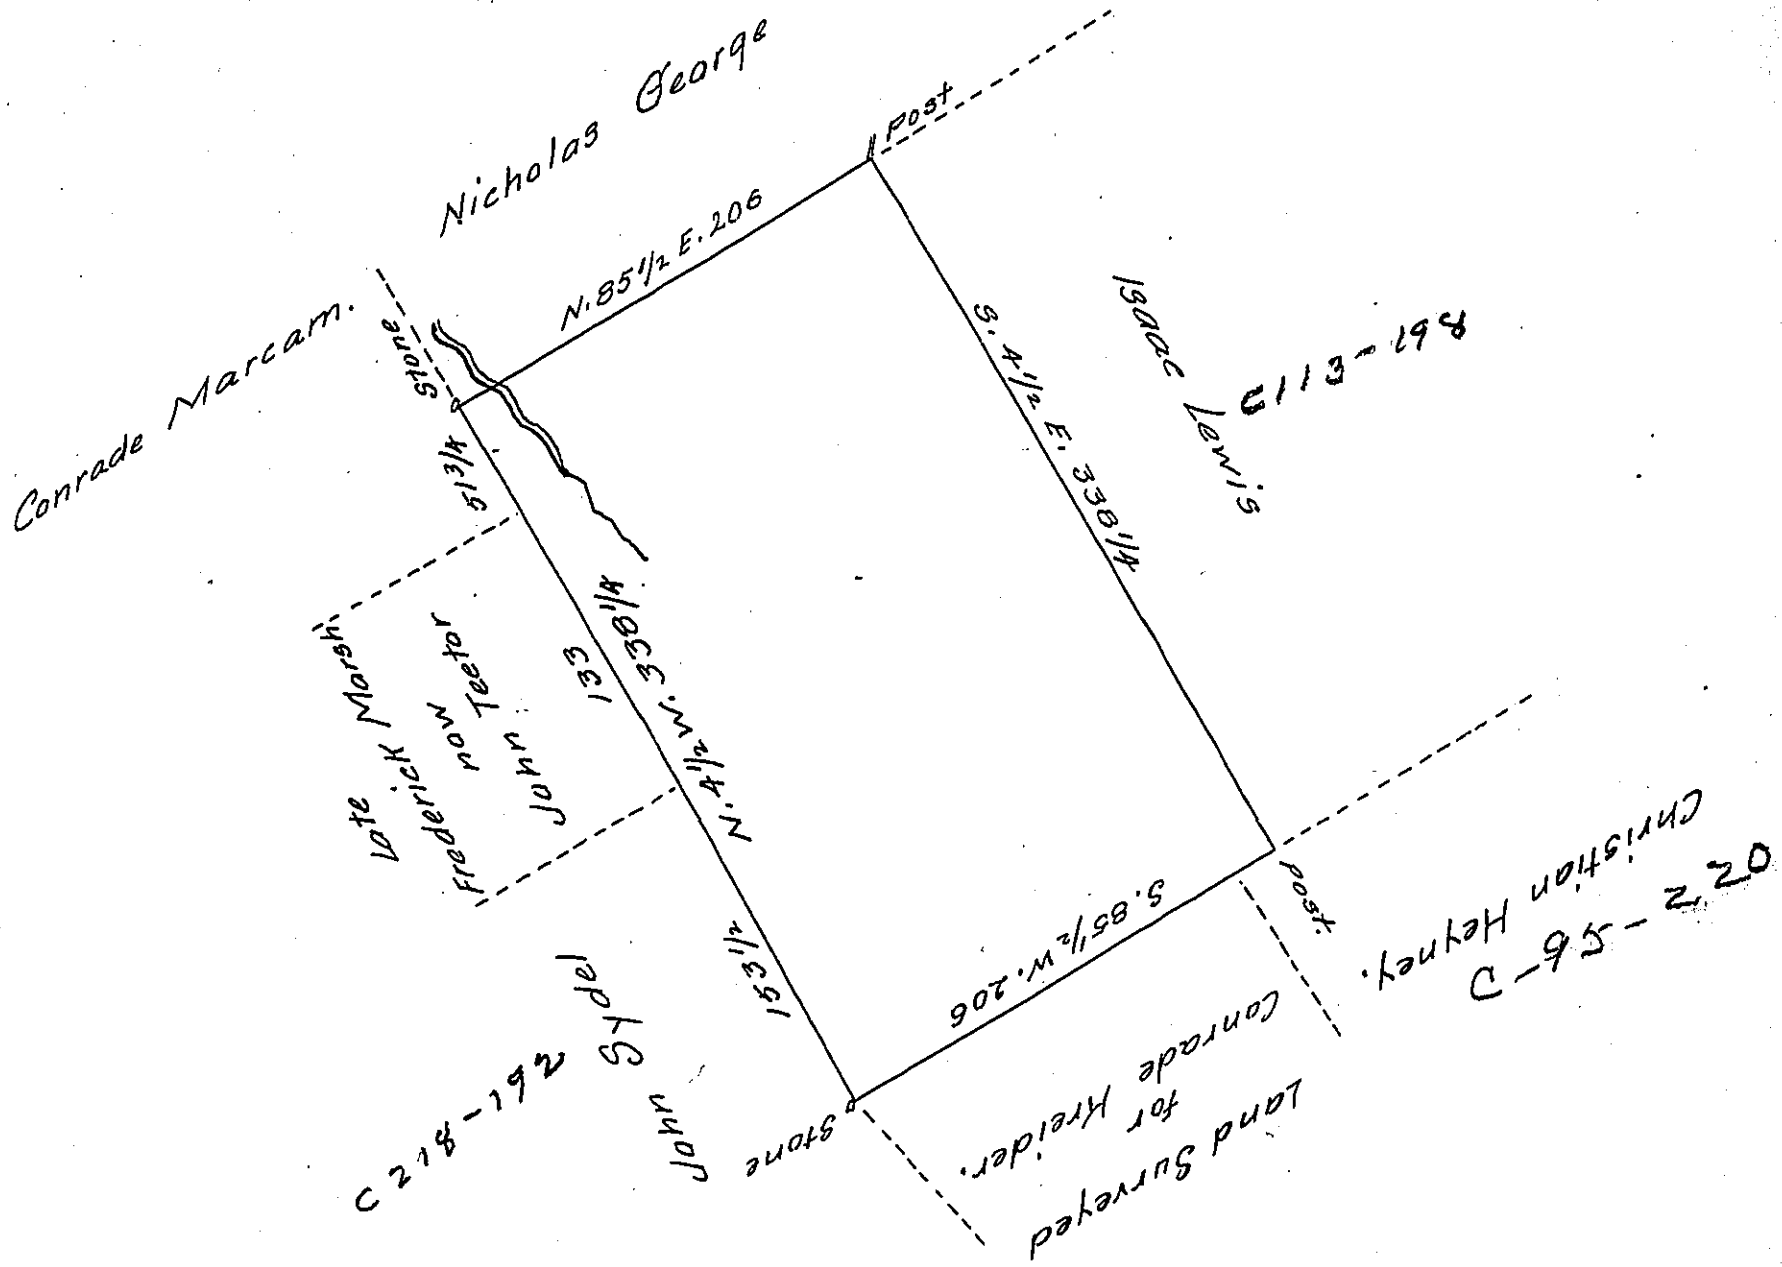 Nicholas George
Conrade Marcam.
Post
Stone
N. 85 1/2 E. 206
S. 4 1/2 E. 338 1/4
Isaac Lewis
C113-198
51 3/4
133
N. 4 1/2 W. 338 1/4
153 1/2
Late
Frederick Marsh.
now
John Teetor
John Sydel
C 218-192
Stone
S. 85 1/2 W. 206
Post.
Christian Heyney.
C-56-220
Land Surveyed
for
Conrade Kreider.